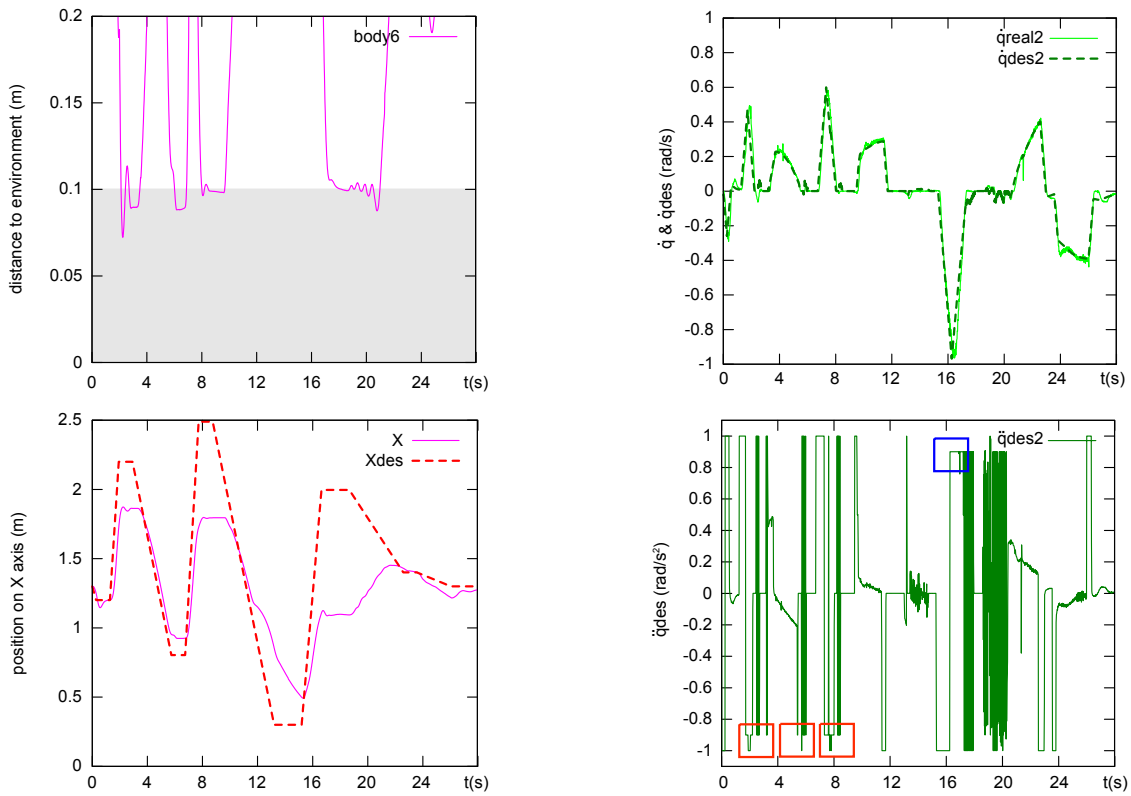 0.2
0.15
0.1
0.05
0
distance to environment (m)
body6
0 4 8 12 16 20 24 t(s)
1
0.8
0.6
0.4
0.2
0
-0.2
-0.4
-0.6
-0.8
-1
q̇ & q̇des (rad/s)
q̇real2
q̇des2
0 4 8 12 16 20 24 t(s)
2.5
2
1.5
1
0.5
0
position on X axis (m)
X
Xdes
0 4 8 12 16 20 24 t(s)
1
0.8
0.6
0.4
0.2
0
-0.2
-0.4
-0.6
-0.8
-1
q̈des (rad/s²)
q̈des2
0 4 8 12 16 20 24 t(s)